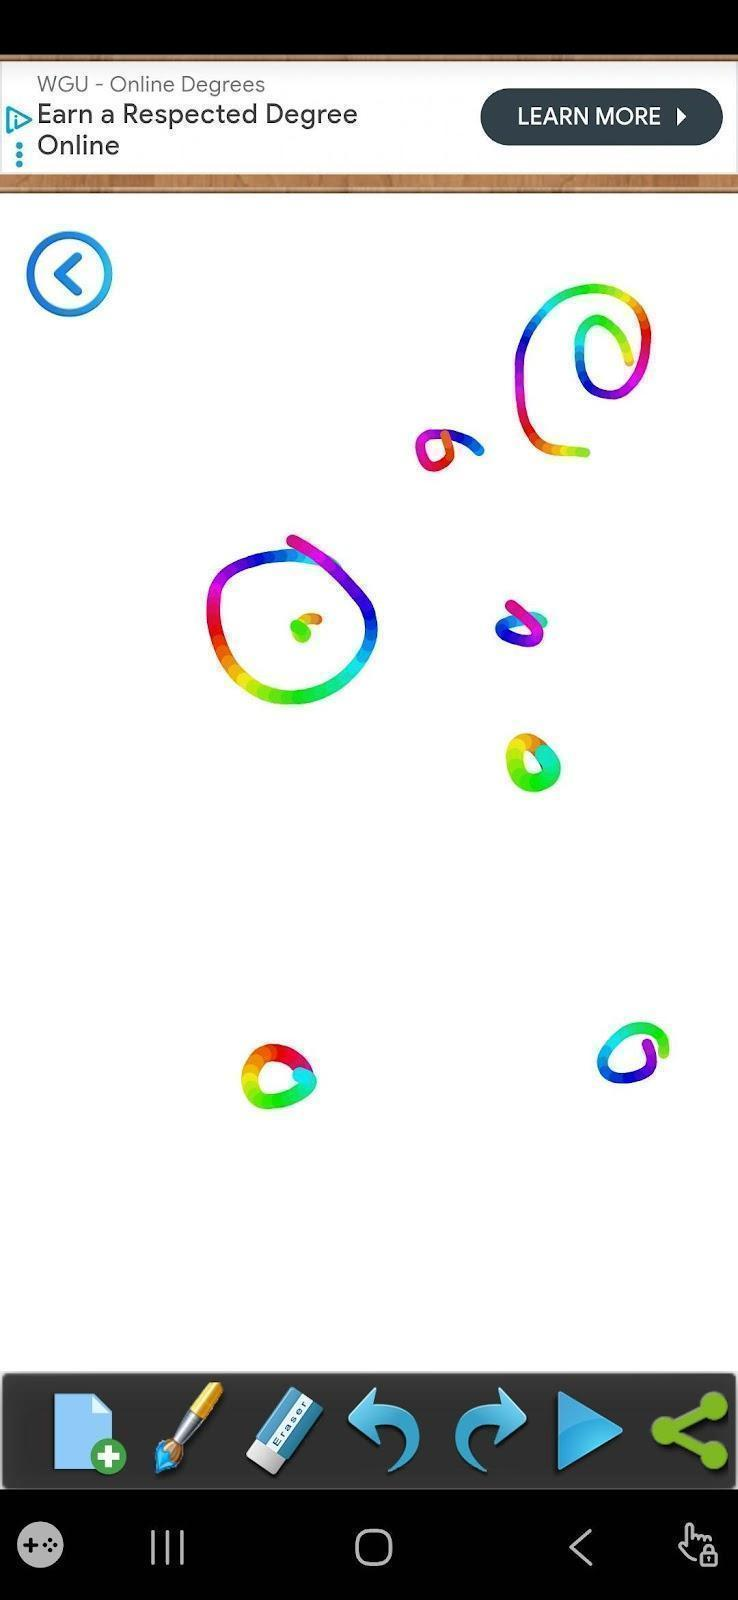 WGU - Online Degrees
Earn a Respected Degree
Online
LEARN MORE
Eraser